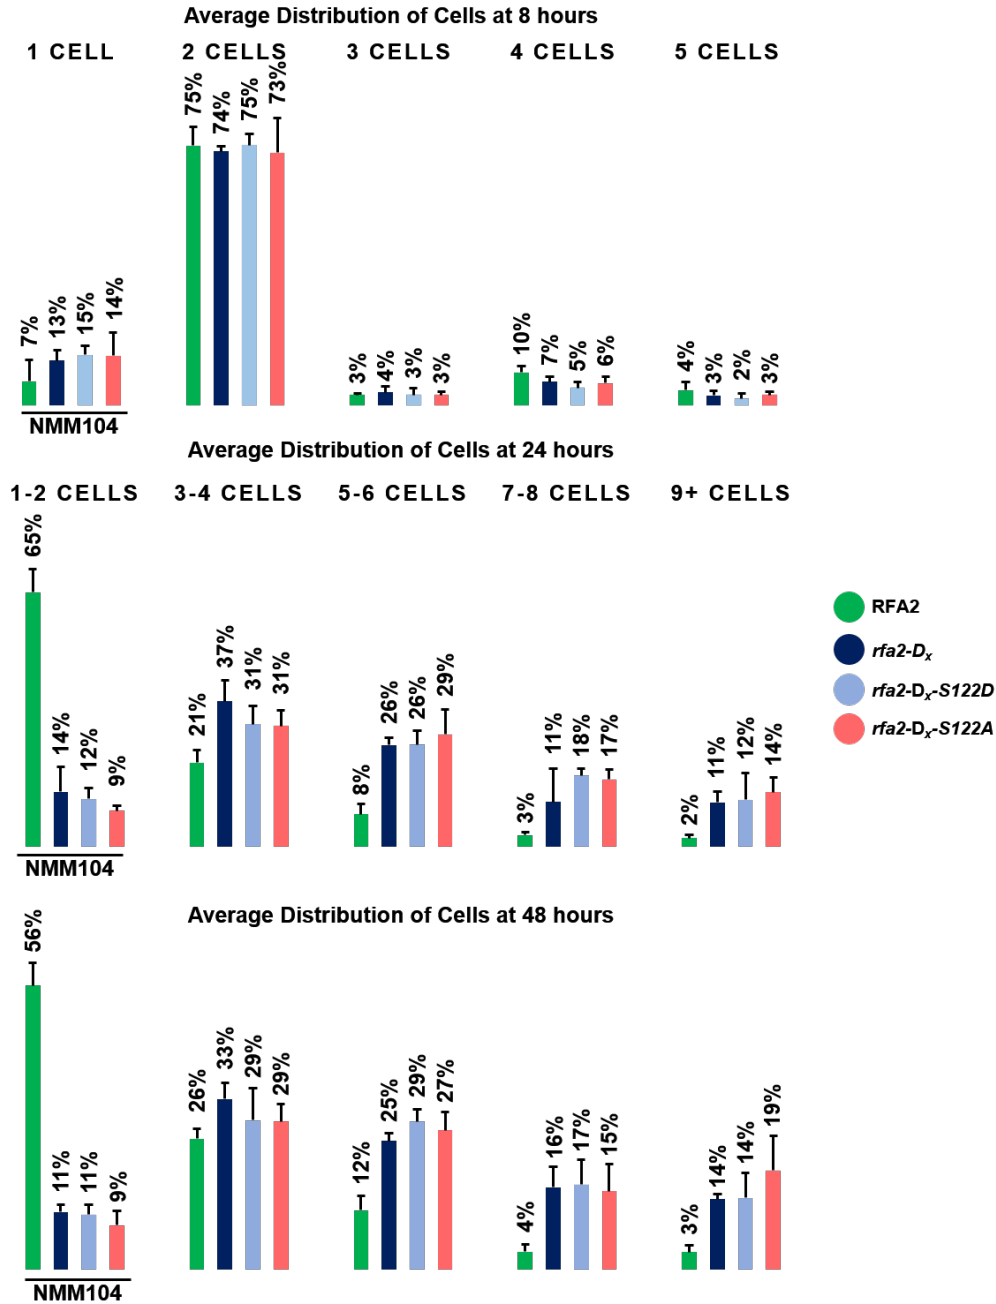 Average Distribution of Cells at 8 hours
1 CELL 2 CELLS 3 CELLS 4 CELLS 5 CELLS
7% 13% 15% 14% 75% 74% 75% 73% 3% 4% 3% 3% 10% 7% 5% 6% 4% 3% 2% 3%
NMM104
Average Distribution of Cells at 24 hours
1-2 CELLS 3-4 CELLS 5-6 CELLS 7-8 CELLS 9+ CELLS
65% 14% 12% 9% 21% 37% 31% 31% 8% 26% 26% 29% 3% 11% 18% 17% 2% 11% 12% 14%
NMM104
RFA2
rfa2-Dx
rfa2-Dx-S122D
rfa2-Dx-S122A
Average Distribution of Cells at 48 hours
56% 11% 11% 9% 26% 33% 29% 29% 12% 25% 29% 27% 4% 16% 17% 15% 3% 14% 14% 19%
NMM104